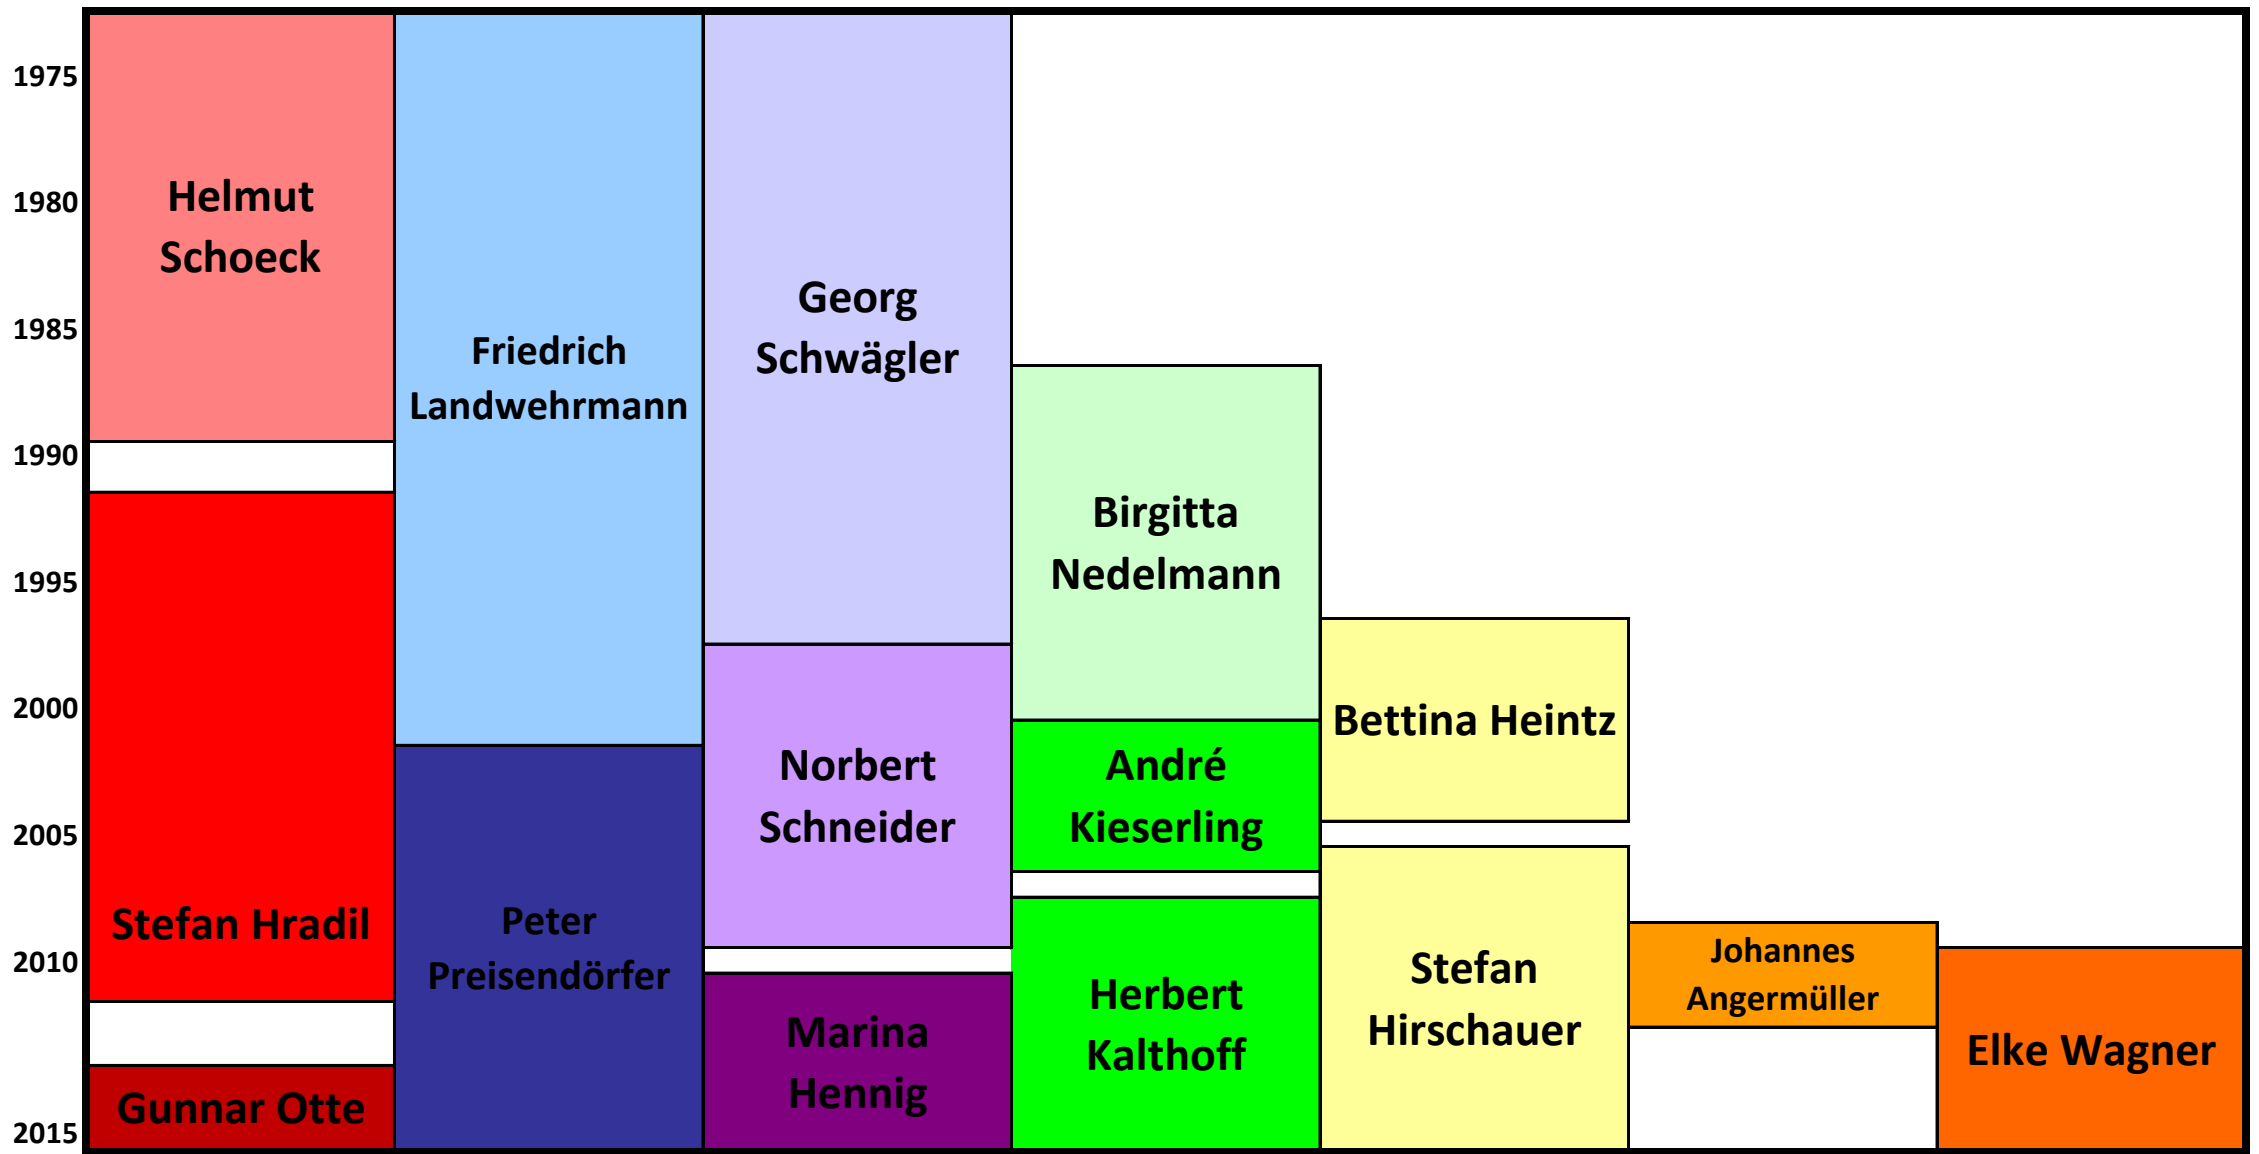 1975
1980
1985
1990
1995
2000
2005
2010
2015
Helmut
Schoeck
Stefan Hradil
Gunnar Otte
Friedrich
Landwehrmann
Peter
Preisendörfer
Georg
Schwägler
Norbert
Schneider
Marina
Hennig
Birgitta
Nedelmann
André
Kieserling
Herbert
Kalthoff
Bettina Heintz
Stefan
Hirschauer
Johannes
Angermüller
Elke Wagner